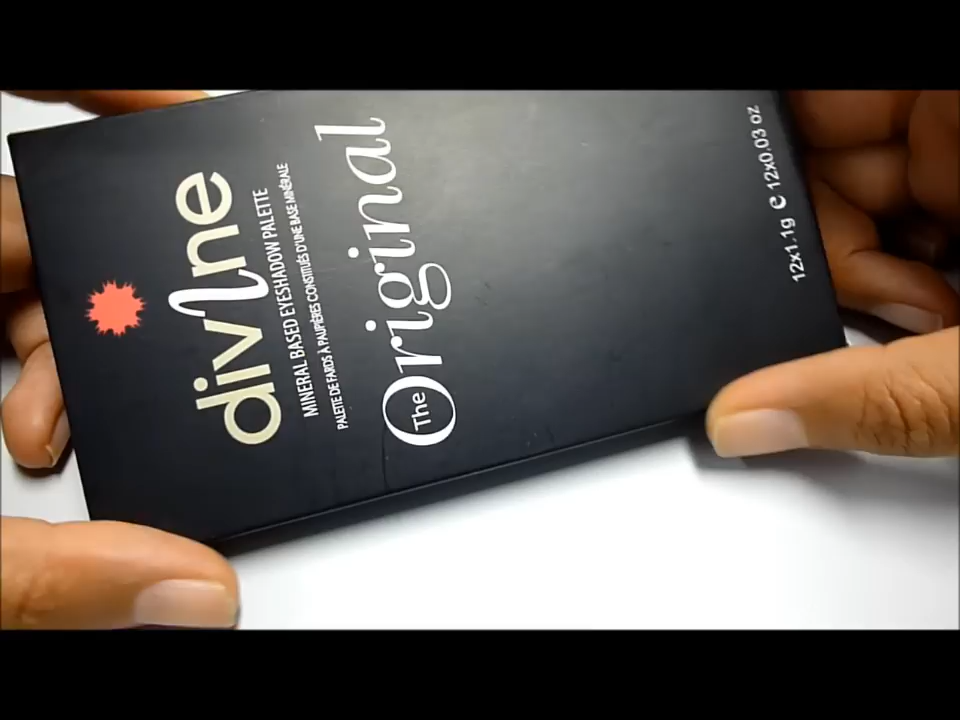 divine
MINERAL BASED EYESHADOW PALETTE
PALETTE DE FARDS À PAUPIÈRES CONSTITUÉS D'UNE BASE MINÉRALE
The Original
12x1.1g e 12x0.03 oz